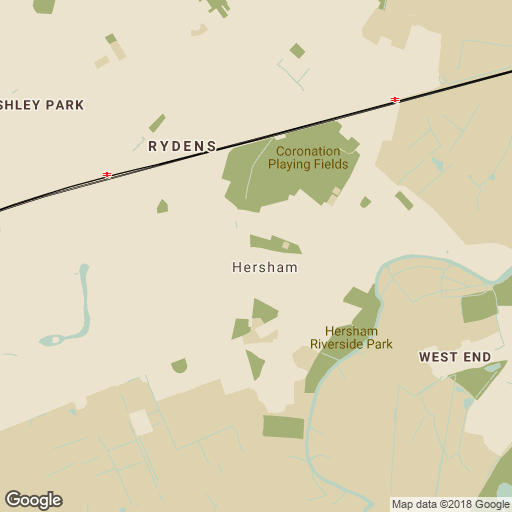 SHLEY PARK
RYDENS
Coronation
Playing Fields
Hersham
Hersham
Riverside Park
WEST END
Google
Map data ©2018 Google